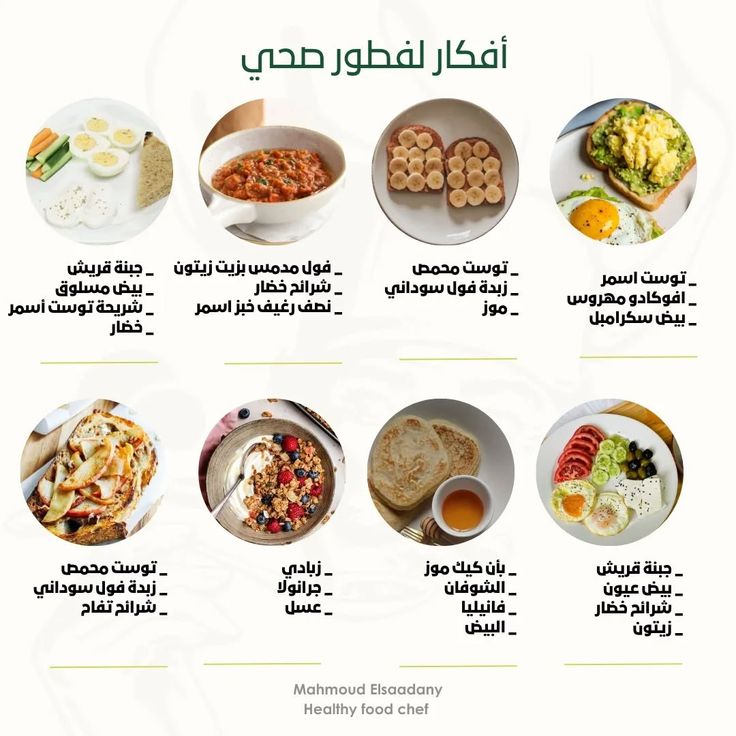 أفكار لفطور صحي
_ توست اسمر
_ افوكادو مهروس
_ بيض سكرامبل
_ توست محمص
_ زبدة فول سوداني
_ موز
_ فول مدمس بزيت زيتون
_ شرائح خضار
_ نصف رغيف خبز اسمر
_ جبنة قريش
_ بيض مسلوق
_ شريحة توست أسمر
_ خضار
_ جبنة قريش
_ بيض عيون
_ شرائح خضار
_ زيتون
_ بأن كيك موز
_ الشوفان
_ فانيليا
_ البيض
_ زبادي
_ جرانولا
_ عسل
_ توست محمص
_ زبدة فول سوداني
_ شرائح تفاح
Mahmoud Elsaadany
Healthy food chef